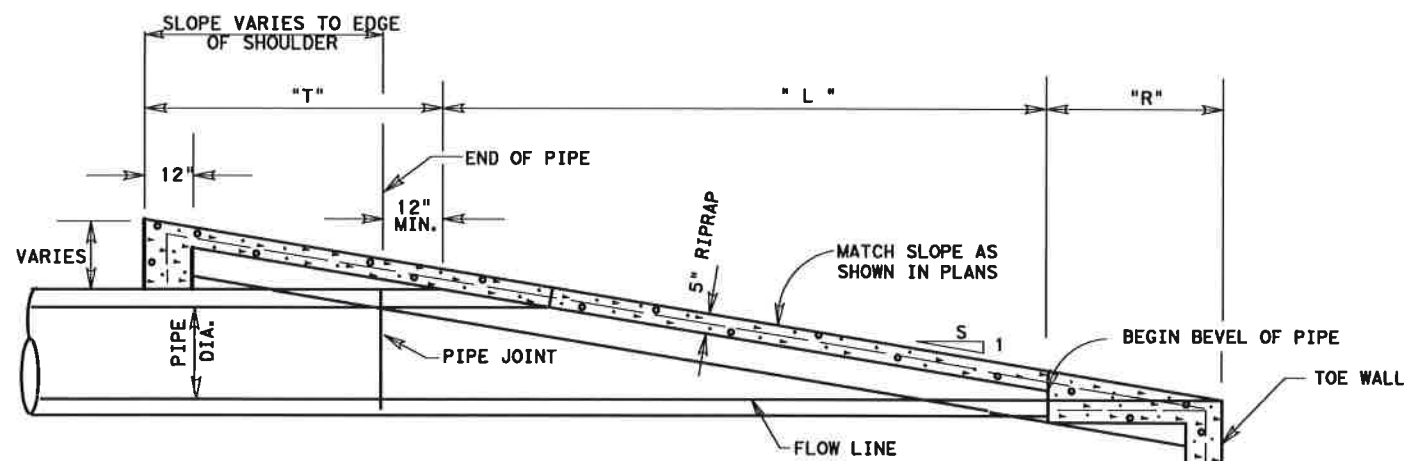 SLOPE VARIES TO EDGE
OF SHOULDER
"T"
" L "
"R"
END OF PIPE
12"
12"
MIN.
VARIES
5" RIPRAP
MATCH SLOPE AS
SHOWN IN PLANS
S
1
PIPE
DIA.
PIPE JOINT
BEGIN BEVEL OF PIPE
TOE WALL
FLOW LINE